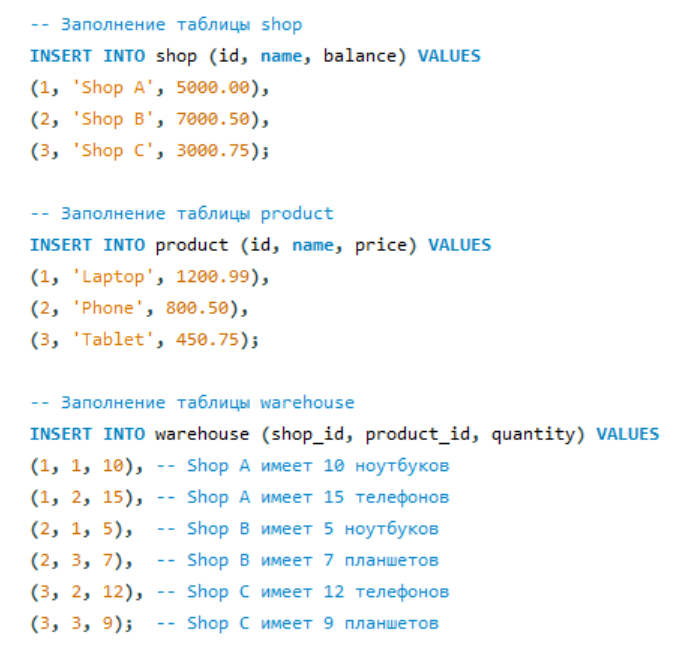 -- Заполнение таблицы shop
INSERT INTO shop (id, name, balance) VALUES
(1, 'Shop A', 5000.00),
(2, 'Shop B', 7000.50),
(3, 'Shop C', 3000.75);

-- Заполнение таблицы product
INSERT INTO product (id, name, price) VALUES
(1, 'Laptop', 1200.99),
(2, 'Phone', 800.50),
(3, 'Tablet', 450.75);

-- Заполнение таблицы warehouse
INSERT INTO warehouse (shop_id, product_id, quantity) VALUES
(1, 1, 10), -- Shop A имеет 10 ноутбуков
(1, 2, 15), -- Shop A имеет 15 телефонов
(2, 1, 5),  -- Shop B имеет 5 ноутбуков
(2, 3, 7),  -- Shop B имеет 7 планшетов
(3, 2, 12), -- Shop C имеет 12 телефонов
(3, 3, 9);  -- Shop C имеет 9 планшетов